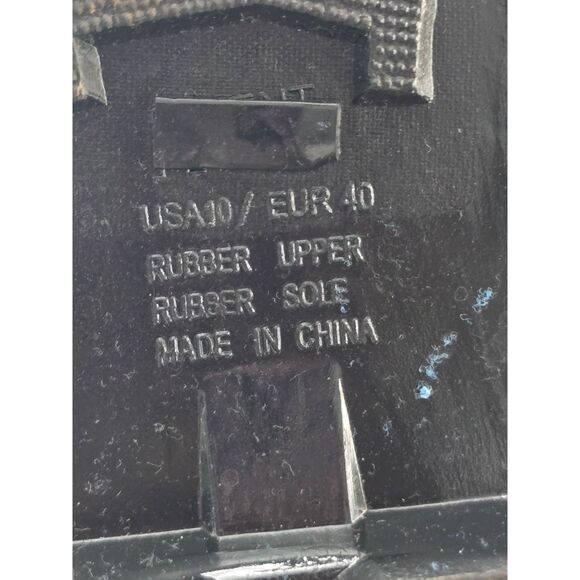 USA10 / EUR 40
RUBBER UPPER
RUBBER SOLE
MADE IN CHINA